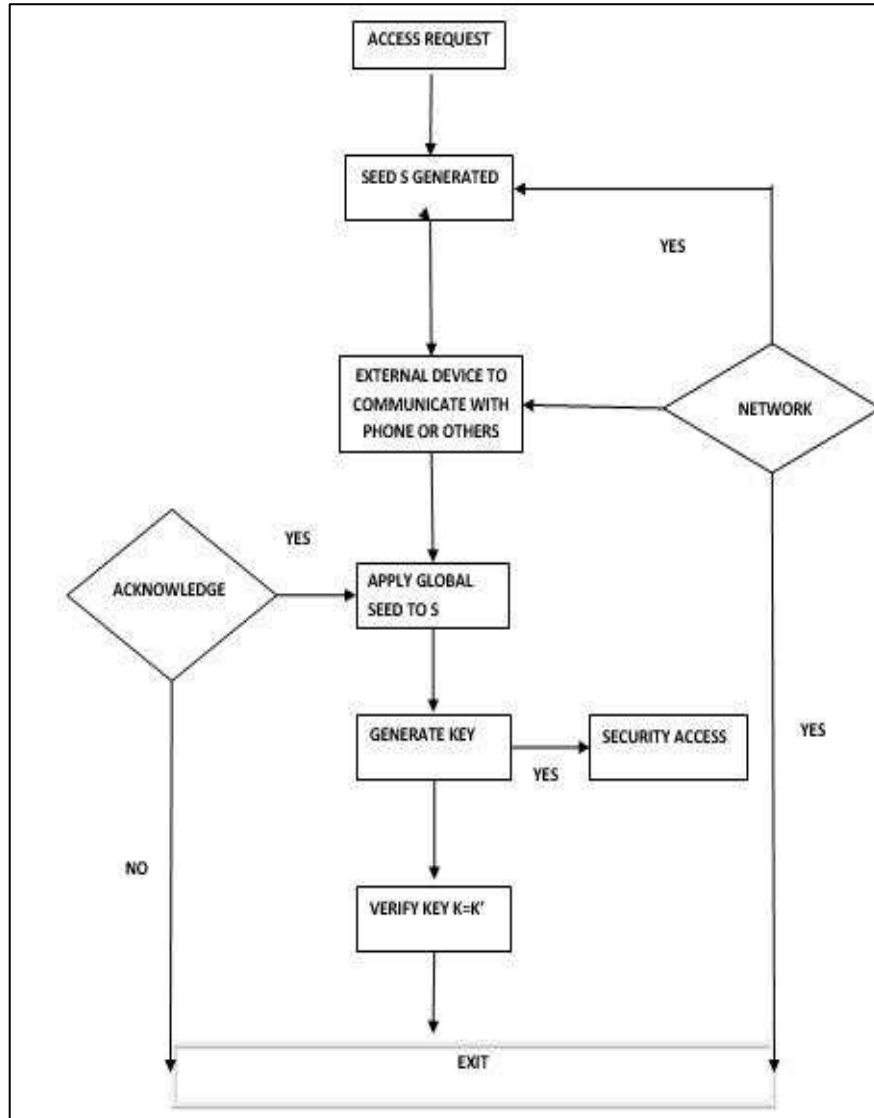 ACCESS REQUEST
SEED S GENERATED
YES
EXTERNAL DEVICE TO
COMMUNICATE WITH
PHONE OR OTHERS
NETWORK
YES
ACKNOWLEDGE
APPLY GLOBAL
SEED TO S
GENERATE KEY
SECURITY ACCESS
YES
YES
NO
VERIFY KEY K=K'
EXIT